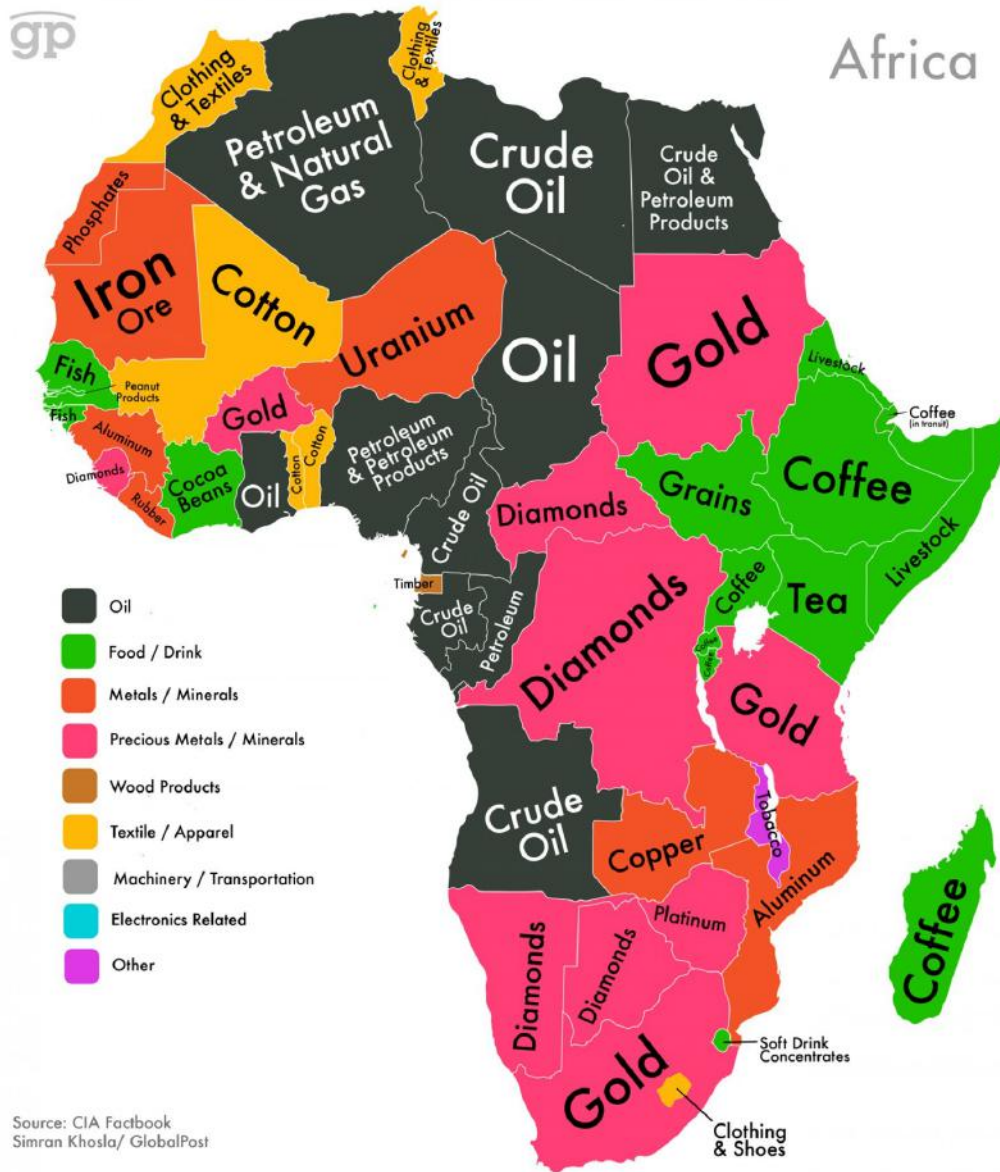 gp
Africa
Clothing
& Textiles
Clothing
& Textiles
Petroleum
& Natural
Gas
Crude
Oil
Crude
Oil &
Petroleum
Products
Phosphates
Iron
Ore
Cotton
Uranium
Oil
Gold
Livestock
Coffee
(in transit)
Fish
Peanut
Products
Fish
Aluminum
Diamonds
Rubber
Cocoa
Beans
Gold
Oil
Cotton
Cotton
Petroleum
& Petroleum
Products
Crude Oil
Diamonds
Grains
Coffee
Livestock
Timber
Crude
Oil
Petroleum
Diamonds
Coffee
Tea
Coffee
Gold
Crude
Oil
Copper
Tobacco
Aluminum
Coffee
Diamonds
Diamonds
Platinum
Gold
Soft Drink
Concentrates
Clothing
& Shoes
Oil
Food / Drink
Metals / Minerals
Precious Metals / Minerals
Wood Products
Textile / Apparel
Machinery / Transportation
Electronics Related
Other
Source: CIA Factbook
Simran Khosla/ GlobalPost